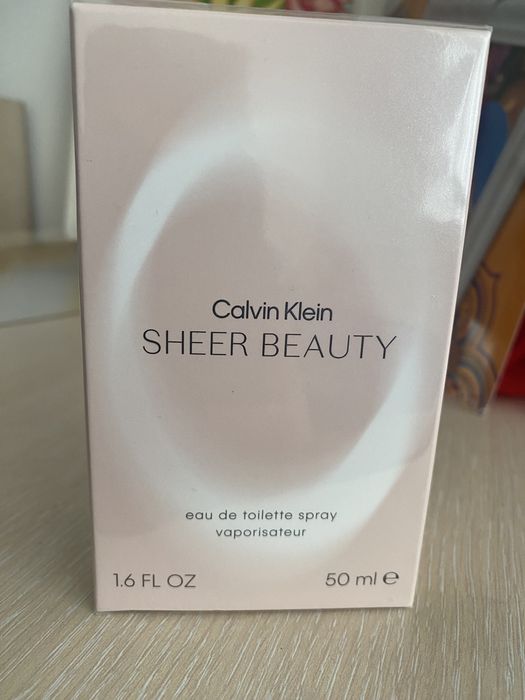 Calvin Klein
SHEER BEAUTY
eau de toilette spray
vaporisateur
1.6 FL OZ 50 ml ℮